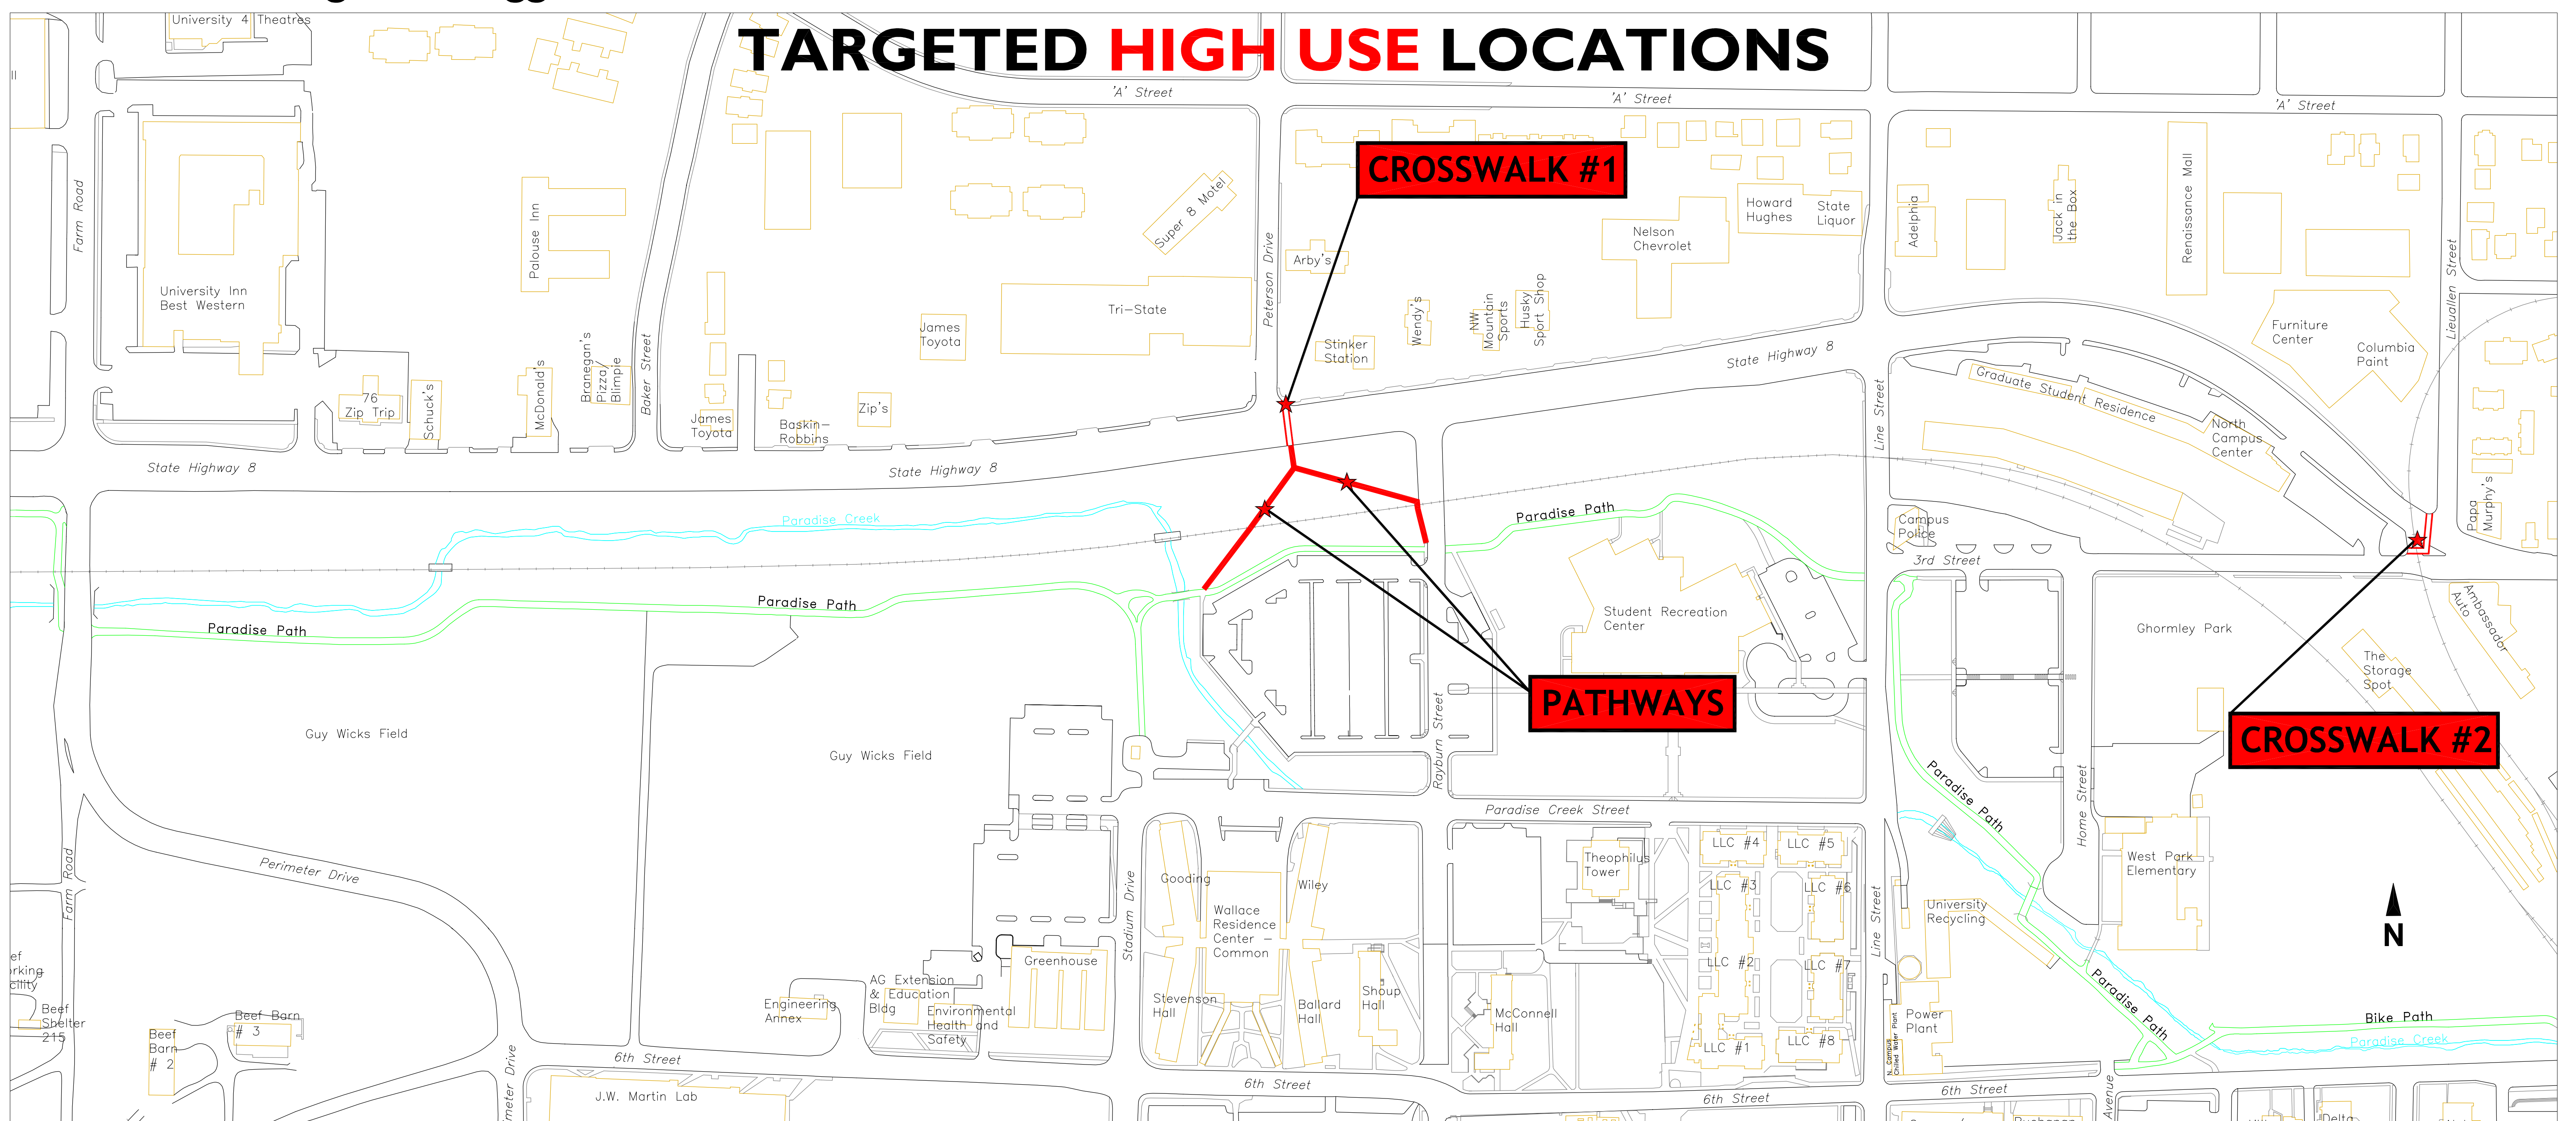 University 4 Theatres
TARGETED HIGH USE LOCATIONS
'A' Street
'A' Street
'A' Street
Farm Road
University Inn
Best Western
Palouse Inn
Super 8 Motel
Peterson Drive
CROSSWALK #1
Arby's
Nelson
Chevrolet
Howard
Hughes
State
Liquor
Adelphia
Jack in
the Box
Renaissance Mall
Lieuallen Street
Furniture
Center
Columbia
Paint
Tri-State
James
Toyota
Stinker
Station
Wendy's
NW
Mountain
Sports
Husky
Sport Shop
State Highway 8
76
Zip Trip
Schuck's
McDonald's
Branegan's
Pizza/
Blimpie
Baker Street
James
Toyota
Baskin-
Robbins
Zip's
Line Street
Graduate Student Residence
North
Campus
Center
State Highway 8
State Highway 8
Paradise Creek
Paradise Path
Campus
Police
3rd Street
Papa
Murphy's
Paradise Path
Paradise Path
Student Recreation
Center
Ghormley Park
Ambassador
Auto
The
Storage
Spot
PATHWAYS
CROSSWALK #2
Guy Wicks Field
Guy Wicks Field
Rayburn Street
Paradise Creek Street
Paradise Path
Home Street
Perimeter Drive
Farm Road
Stadium Drive
Gooding
Wiley
Wallace
Residence
Center -
Common
Theophilus
Tower
LLC #4
LLC #5
LLC #3
LLC #6
LLC #2
LLC #7
LLC #1
LLC #8
Line Street
University
Recycling
West Park
Elementary
N
Greenhouse
AG Extension
& Education
Bldg
Engineering
Annex
Environmental
Health and
Safety
Stevenson
Hall
Ballard
Hall
Shoup
Hall
McConnell
Hall
Power
Plant
N. Campus
Chilled Water Plant
Paradise Path
Bike Path
Paradise Creek
Beef
Shelter
215
Beef
Barn
# 2
Beef Barn
# 3
6th Street
6th Street
6th Street
6th Street
J.W. Martin Lab
meter Drive
Avenue
Delta